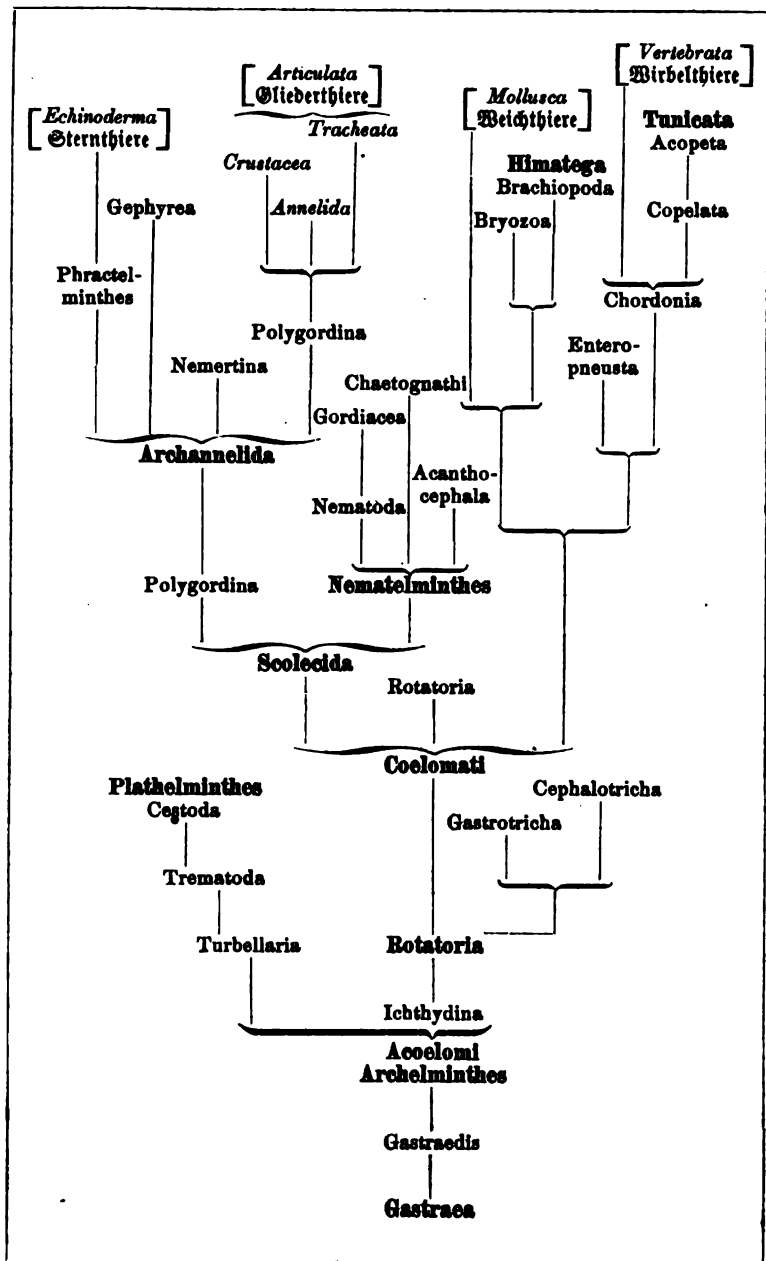 Vertebrata
Wirbelthiere
Articulata
Gliederthiere
Mollusca
Weichthiere
Echinoderma
Sternthiere
Tracheata
Tunicata
Acopeta
Crustacea
Himatega
Brachiopoda
Gephyrea
Annelida
Bryozoa
Copelata
Phractel-
minthes
Chordonia
Polygordina
Entero-
pneusta
Nemertina
Chaetognathi
Gordiacea
Archannelida
Acantho-
cephala
Nematoda
Polygordina
Nematelminthes
Scolecida
Rotatoria
Coelomati
Plathelminthes
Cestoda
Cephalotricha
Gastrotricha
Trematoda
Turbellaria
Rotatoria
Ichthydina
Acoelomi
Archelminthes
Gastraedis
Gastraea